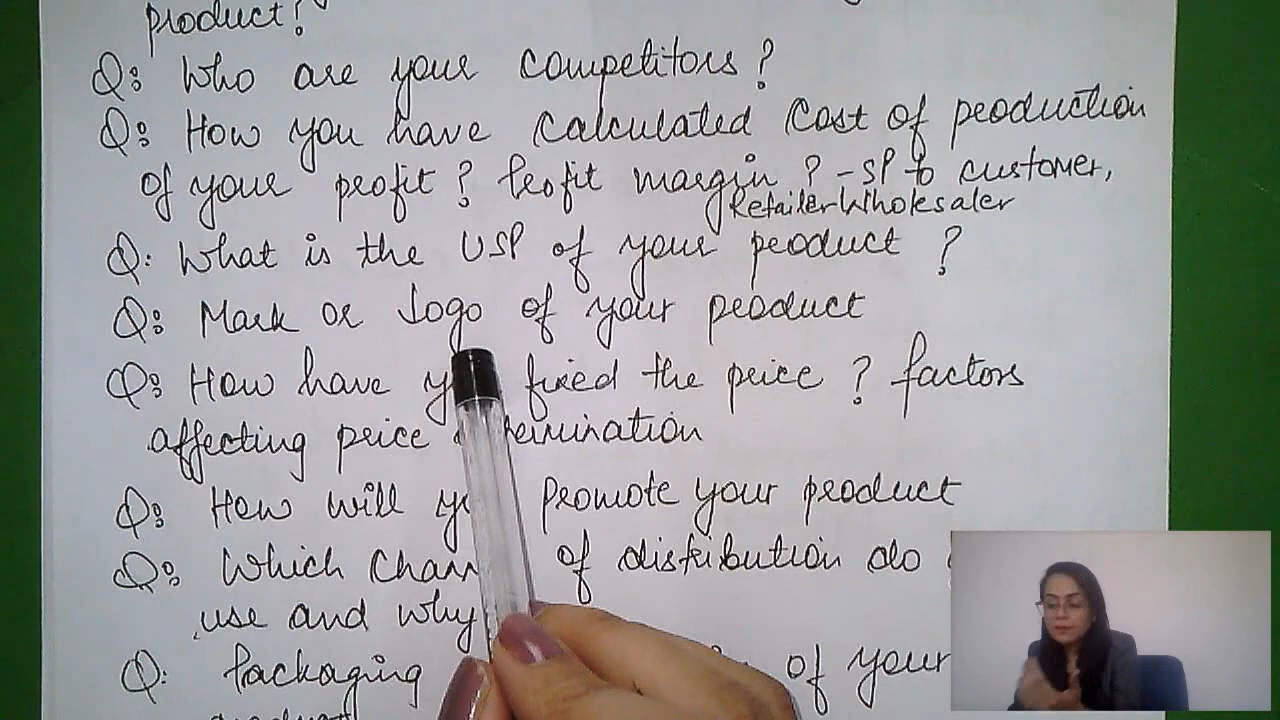 product?
Q: Who are your competitors?
Q: How you have calculated cost of production
of your profit? Profit margin? - SP to customer,
Retailer Wholesaler
Q: What is the USP of your product?
Q: Mark or Logo of your product
Q: How have fixed the price? factors
affecting price
Q: How will promote your product
Q: Which of distribution do
use and why
Q: Packaging of your